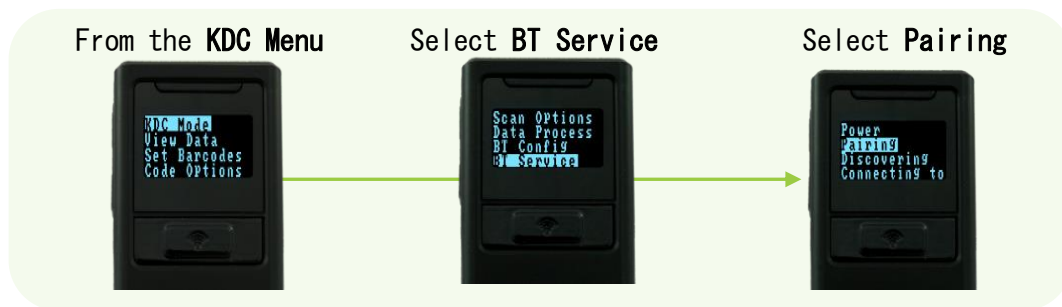 From the KDC Menu
KDC Mode
View Data
Set Barcodes
Code Options
Select BT Service
Scan Options
Data Process
BT Config
BT Service
Select Pairing
Power
Pairing
Discovering
Connecting to